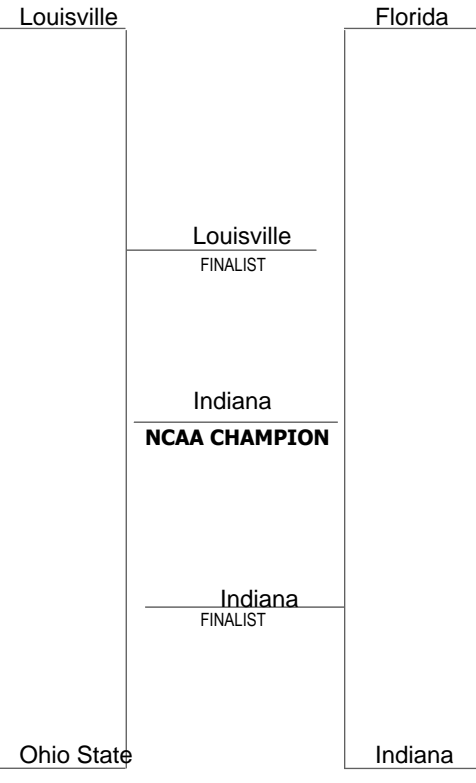 Louisville
Florida
Louisville
FINALIST
Indiana
NCAA CHAMPION
Indiana
FINALIST
Ohio State
Indiana